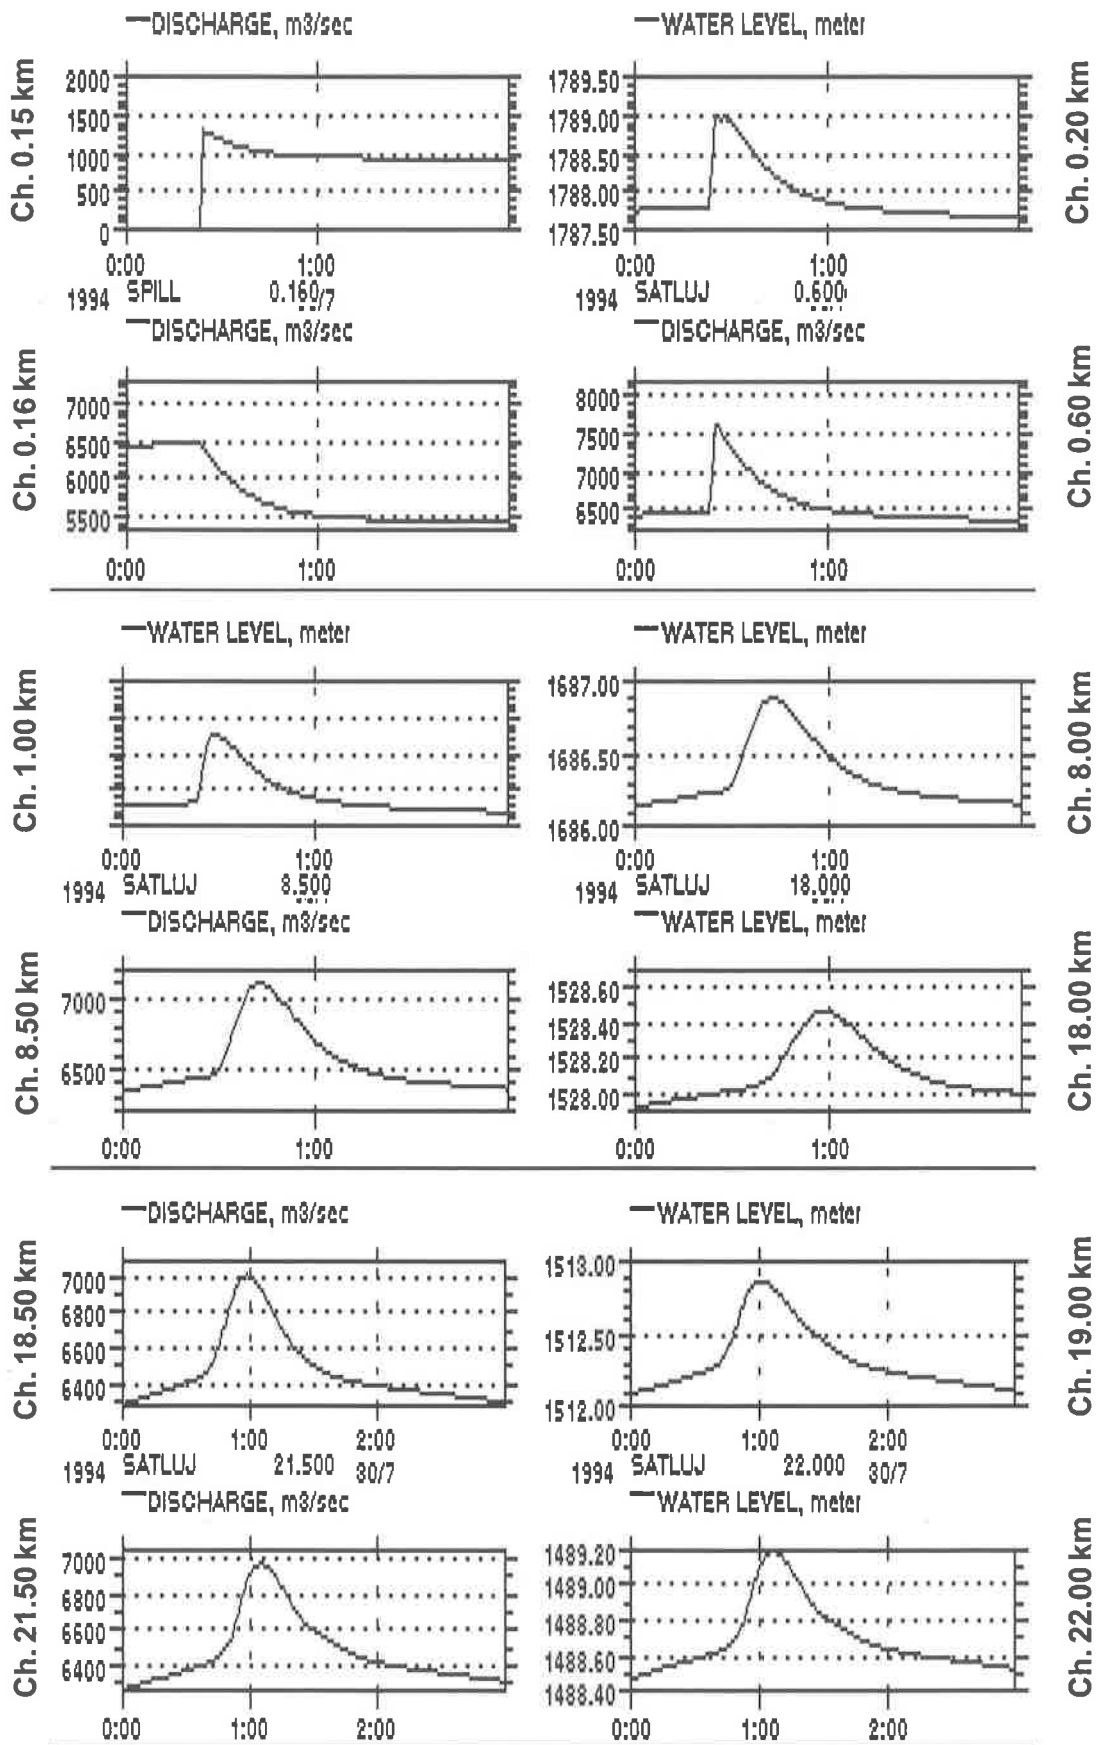 DISCHARGE, m3/sec
WATER LEVEL, meter
Ch. 0.15 km
2000
1500
1000
500
0
0:00 1:00
1994 SPILL 0.160
1789.50
1789.00
1788.50
1788.00
1787.50
0:00 1:00
1994 SATLUJ 0.600
Ch. 0.20 km
DISCHARGE, m3/sec
DISCHARGE, m3/sec
Ch. 0.16 km
7000
6500
6000
5500
0:00 1:00
8000
7500
7000
6500
0:00 1:00
Ch. 0.60 km
WATER LEVEL, meter
WATER LEVEL, meter
Ch. 1.00 km
0:00 1:00
1994 SATLUJ 8.500
1687.00
1686.50
1686.00
0:00 1:00
1994 SATLUJ 18.000
Ch. 8.00 km
DISCHARGE, m3/sec
WATER LEVEL, meter
Ch. 8.50 km
7000
6500
0:00 1:00
1528.60
1528.40
1528.20
1528.00
0:00 1:00
Ch. 18.00 km
DISCHARGE, m3/sec
WATER LEVEL, meter
Ch. 18.50 km
7000
6800
6600
6400
0:00 1:00 2:00
1994 SATLUJ 21.500 30/7
1513.00
1512.50
1512.00
0:00 1:00 2:00
1994 SATLUJ 22.000 30/7
Ch. 19.00 km
DISCHARGE, m3/sec
WATER LEVEL, meter
Ch. 21.50 km
7000
6800
6600
6400
0:00 1:00 2:00
1489.20
1489.00
1488.80
1488.60
1488.40
0:00 1:00 2:00
Ch. 22.00 km